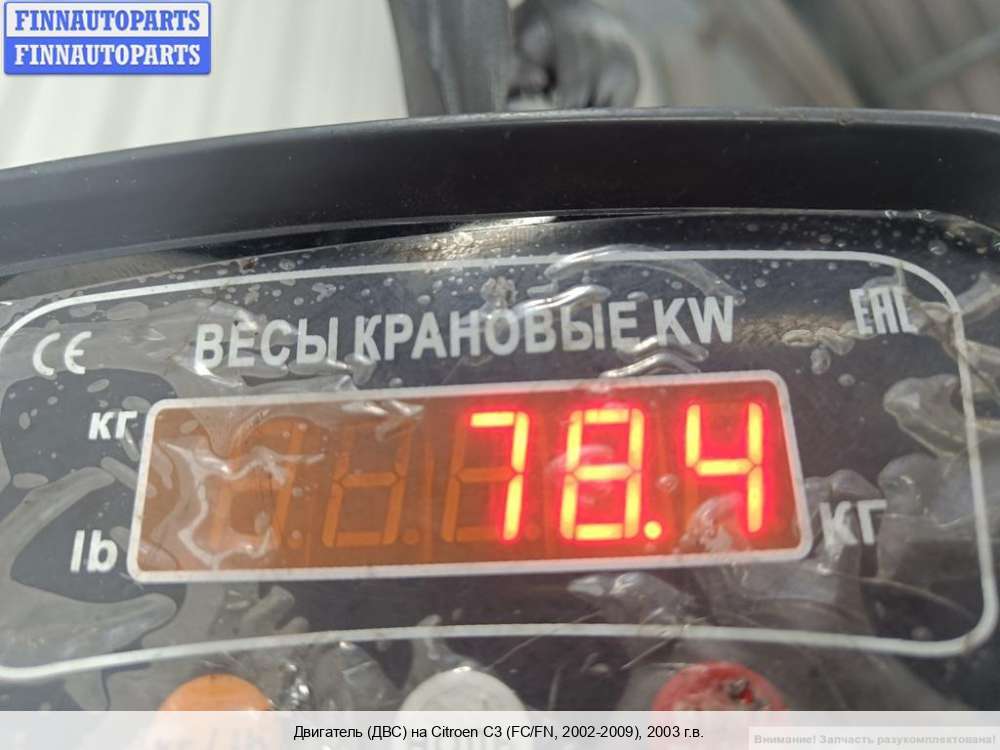 FINNAUTOPARTS
FINNAUTOPARTS
ВЕСЫ КРАНОВЫЕ KW
CE
EAC
кг
lb
78.4
кг
Двигатель (ДВС) на Citroen C3 (FC/FN, 2002-2009), 2003 г.в.
Внимание! Запчасть разукомплектована!